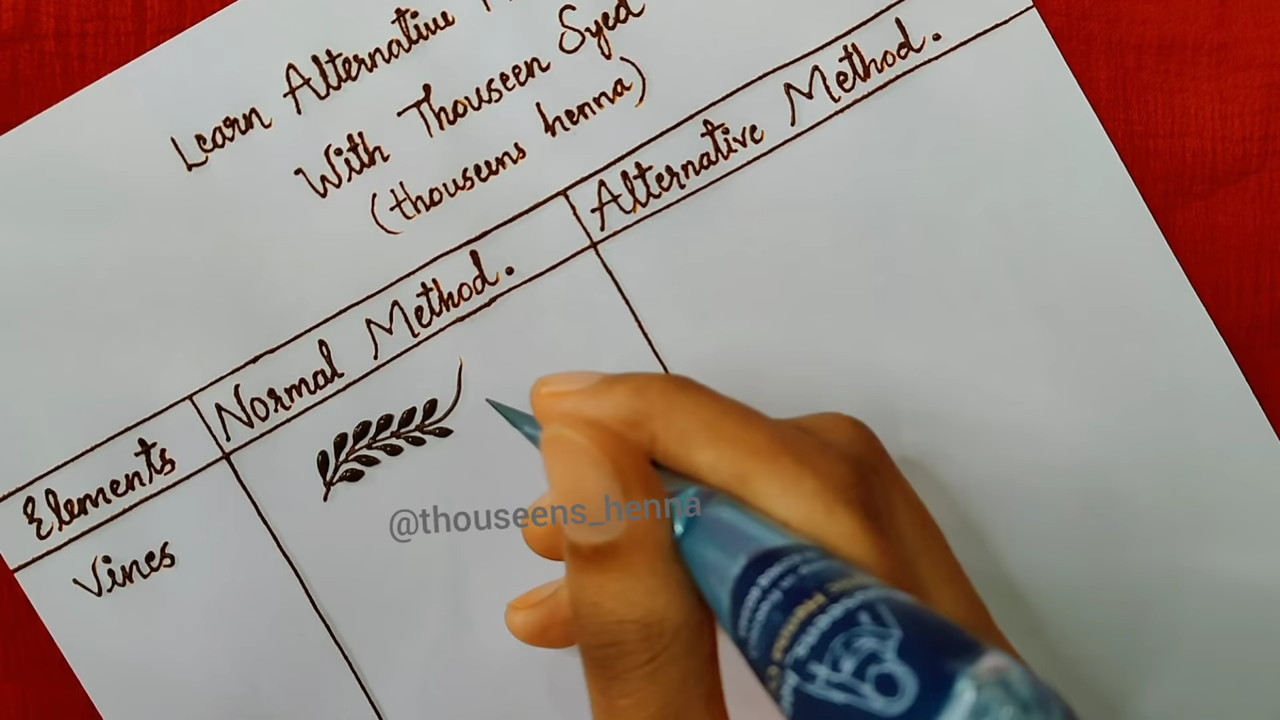 Learn Alternative
With Thouseen Syed
(thouseens henna)
Elements
Normal Method.
Alternative Method.
Vines
@thouseens_henna